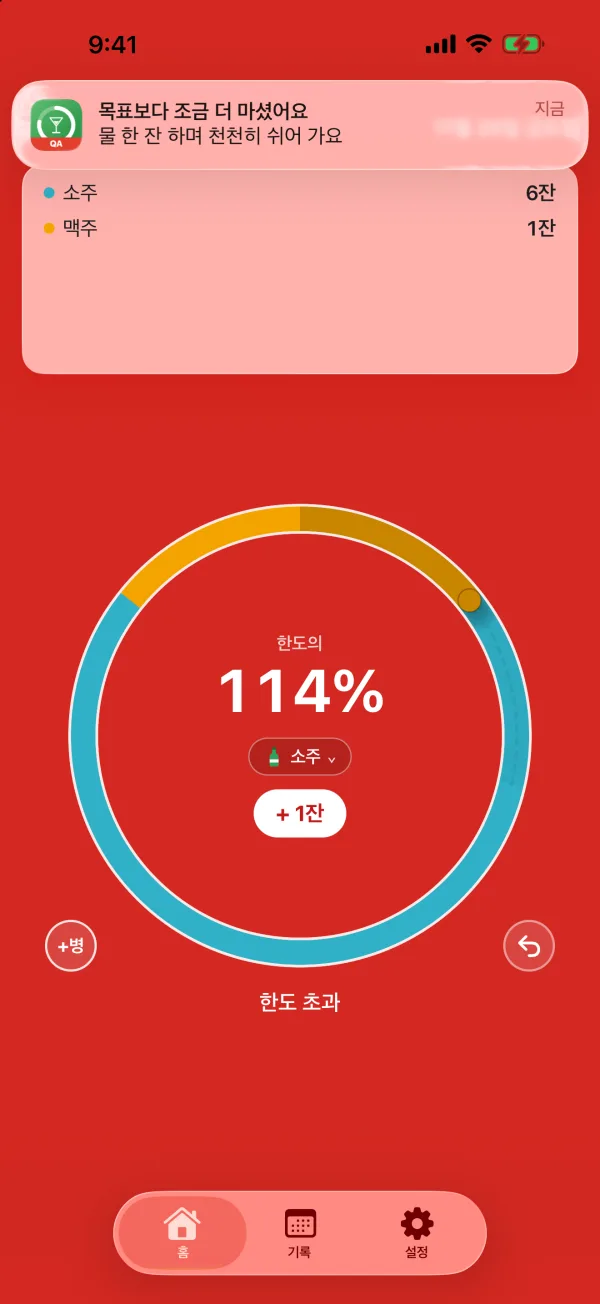 9:41
목표보다 조금 더 마셨어요
지금
물 한 잔 하며 천천히 쉬어 가요
QA
소주 6잔
맥주 1잔
한도의
114%
소주
+ 1잔
+병
한도 초과
홈 기록 설정